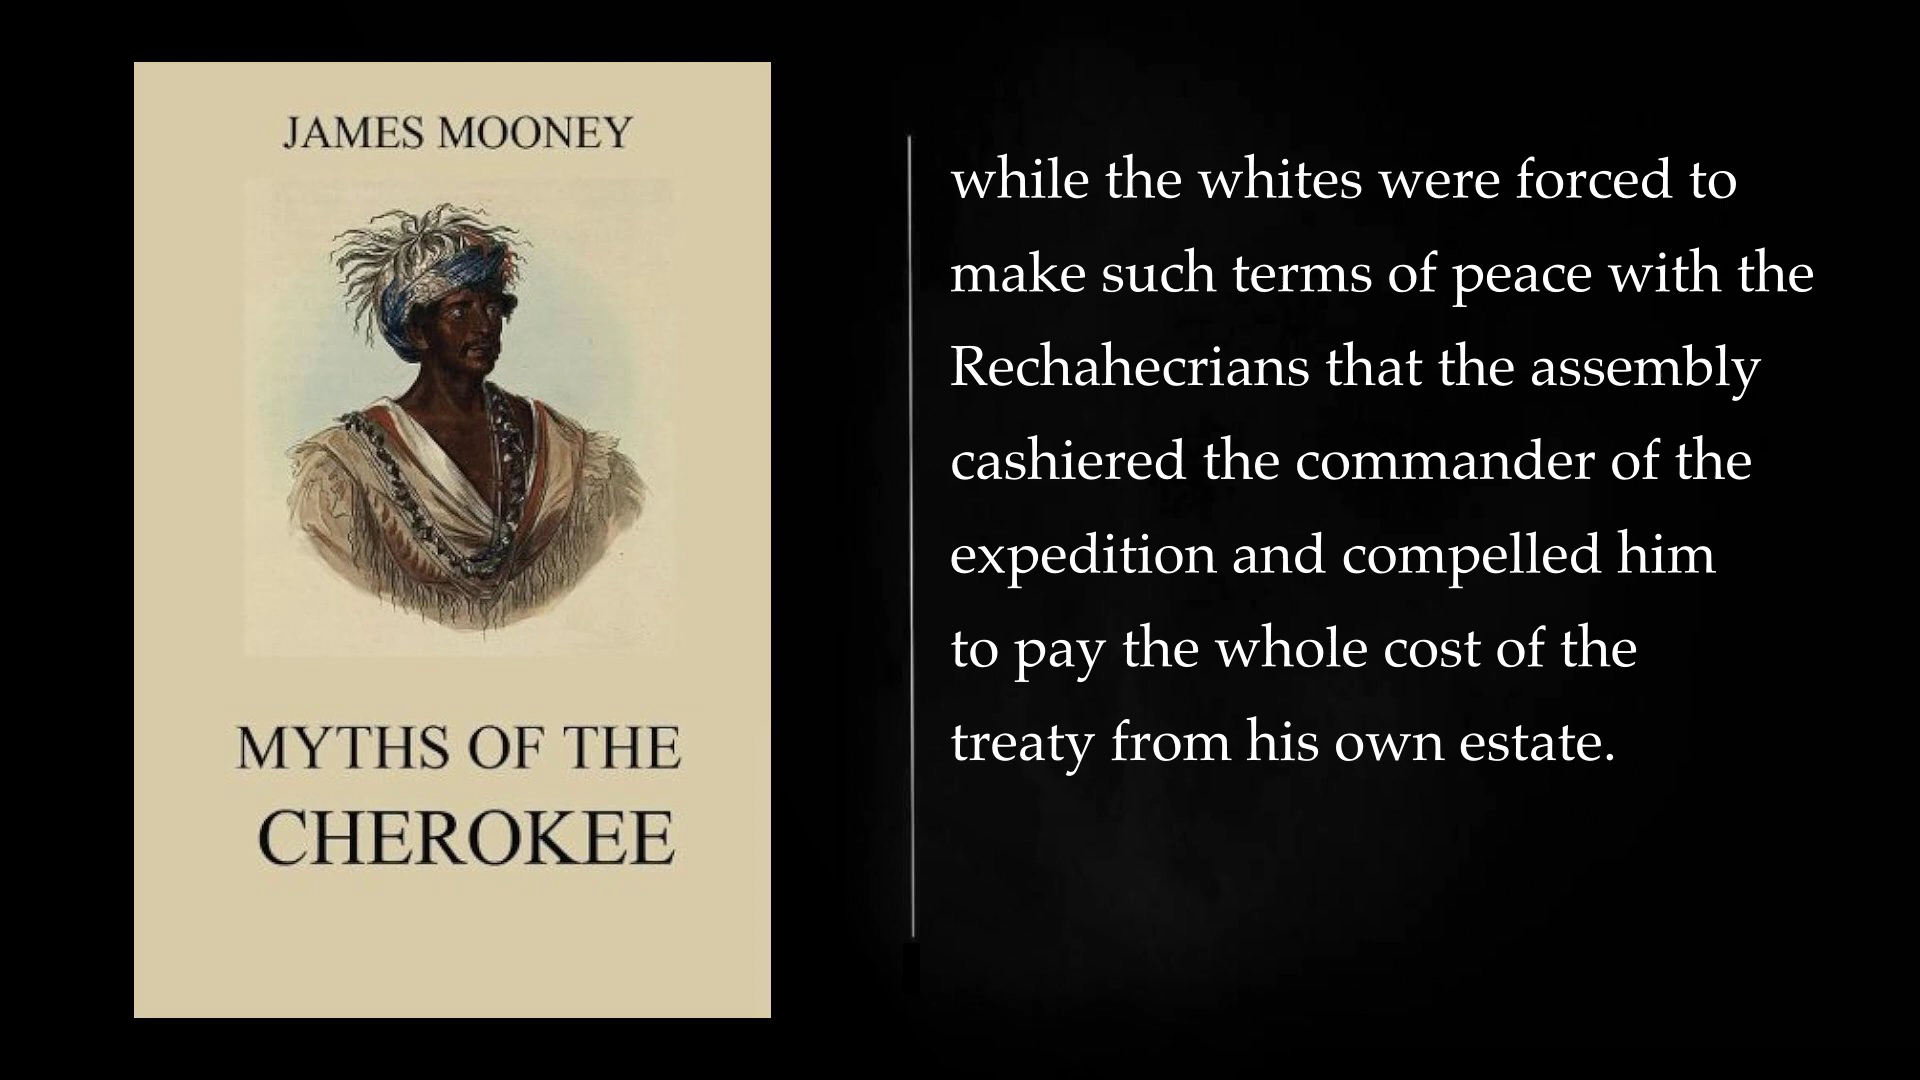 JAMES MOONEY
MYTHS OF THE
CHEROKEE
while the whites were forced to
make such terms of peace with the
Rechahecrians that the assembly
cashiered the commander of the
expedition and compelled him
to pay the whole cost of the
treaty from his own estate.